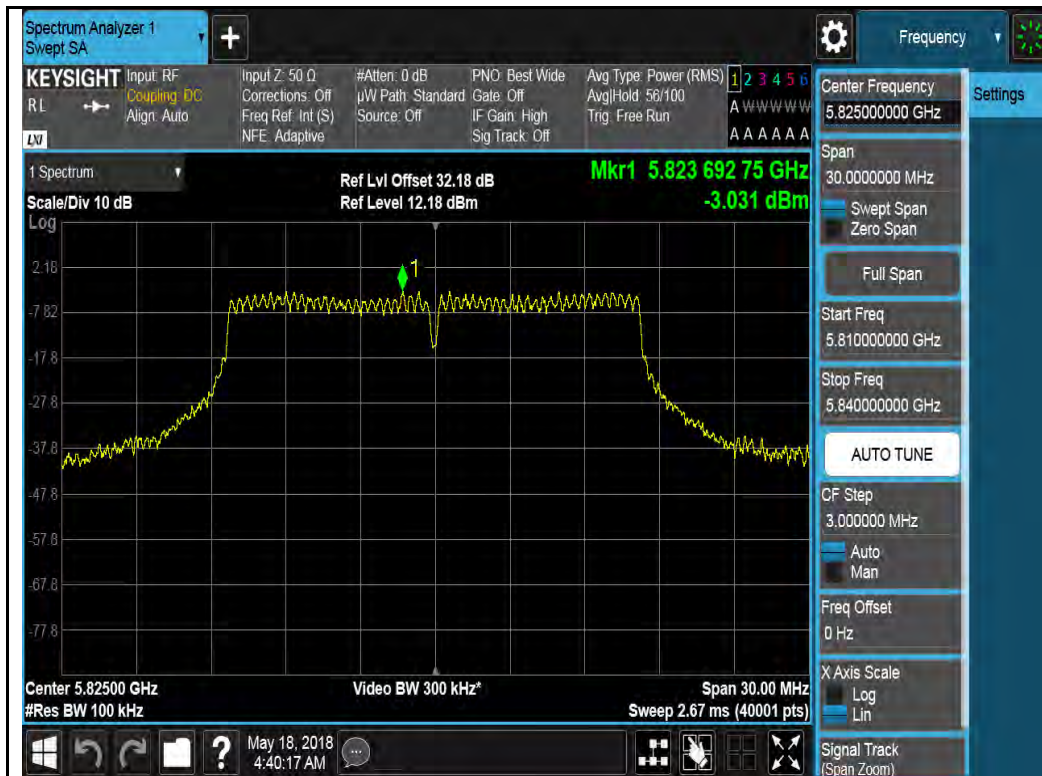 Spectrum Analyzer 1
Swept SA
+
Frequency
KEYSIGHT
RL
LXI
Input: RF
Coupling: DC
Align: Auto
Input Z: 50 Ω
Corrections: Off
Freq Ref: Int (S)
NFE: Adaptive
#Atten: 0 dB
µW Path: Standard
Source: Off
PNO: Best Wide
Gate: Off
IF Gain: High
Sig Track: Off
Avg Type: Power (RMS)
Avg|Hold: 56/100
Trig: Free Run
1 2 3 4 5 6
A W W W W W
A A A A A A
1 Spectrum
Scale/Div 10 dB
Log
Ref Lvl Offset 32.18 dB
Ref Level 12.18 dBm
Mkr1 5.823 692 75 GHz
-3.031 dBm
1
2.18
-7.82
-17.8
-27.8
-37.8
-47.8
-57.8
-67.8
-77.8
Center 5.82500 GHz
#Res BW 100 kHz
Video BW 300 kHz*
Span 30.00 MHz
Sweep 2.67 ms (40001 pts)
?
May 18, 2018
4:40:17 AM
Center Frequency
5.825000000 GHz
Span
30.0000000 MHz
Swept Span
Zero Span
Full Span
Start Freq
5.810000000 GHz
Stop Freq
5.840000000 GHz
AUTO TUNE
CF Step
3.000000 MHz
Auto
Man
Freq Offset
0 Hz
X Axis Scale
Log
Lin
Signal Track
(Span Zoom)
Settings